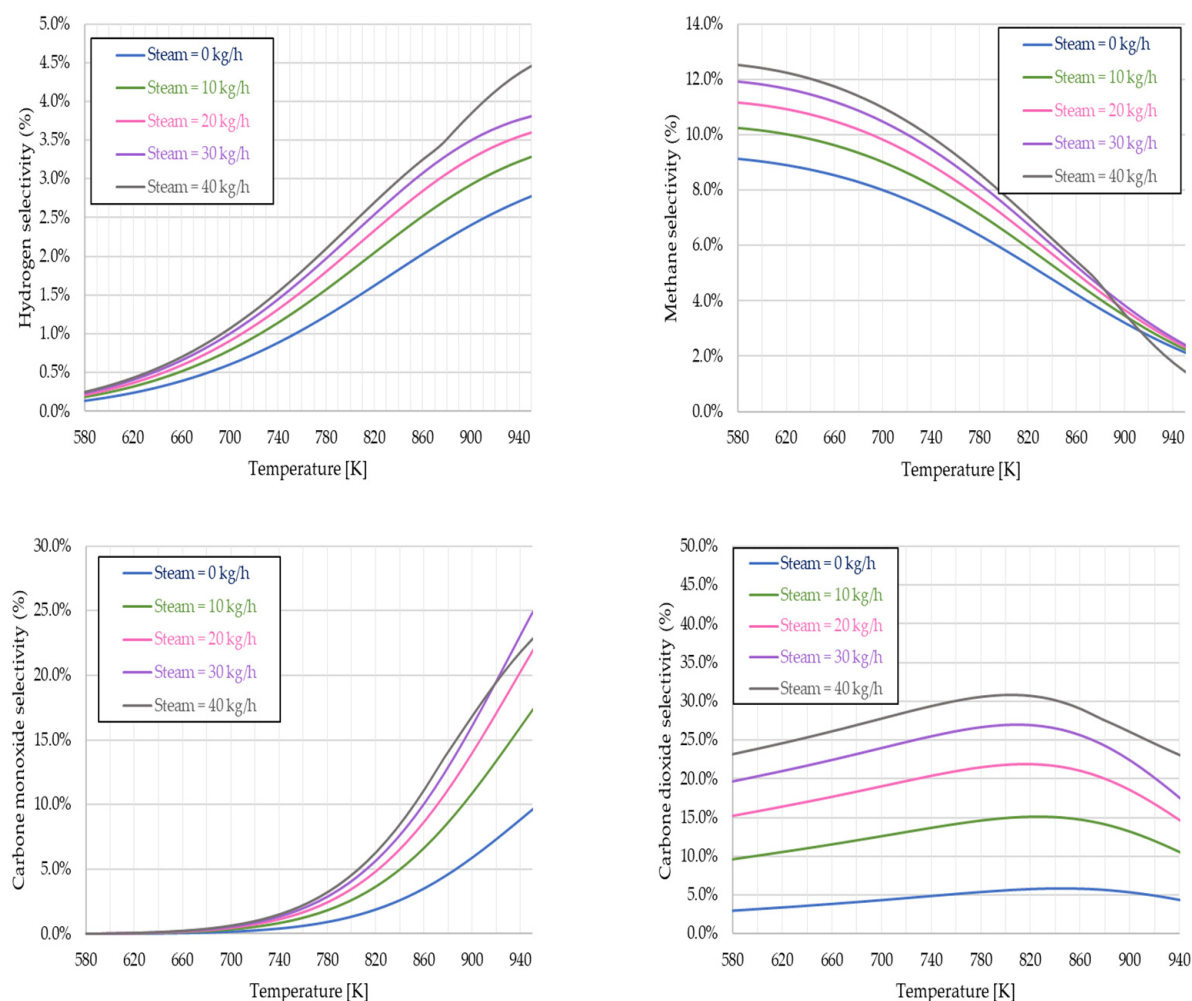 Hydrogen selectivity (%)
5.0%
4.5%
4.0%
3.5%
3.0%
2.5%
2.0%
1.5%
1.0%
0.5%
0.0%
Steam = 0 kg/h
Steam = 10 kg/h
Steam = 20 kg/h
Steam = 30 kg/h
Steam = 40 kg/h
580 620 660 700 740 780 820 860 900 940
Temperature [K]
Methane selectivity (%)
14.0%
12.0%
10.0%
8.0%
6.0%
4.0%
2.0%
0.0%
Steam = 0 kg/h
Steam = 10 kg/h
Steam = 20 kg/h
Steam = 30 kg/h
Steam = 40 kg/h
580 620 660 700 740 780 820 860 900 940
Temperature [K]
Carbone monoxide selectivity (%)
30.0%
25.0%
20.0%
15.0%
10.0%
5.0%
0.0%
Steam = 0 kg/h
Steam = 10 kg/h
Steam = 20 kg/h
Steam = 30 kg/h
Steam = 40 kg/h
580 620 660 700 740 780 820 860 900 940
Temperature [K]
Carbone dioxide selectivity (%)
50.0%
45.0%
40.0%
35.0%
30.0%
25.0%
20.0%
15.0%
10.0%
5.0%
0.0%
Steam = 0 kg/h
Steam = 10 kg/h
Steam = 20 kg/h
Steam = 30 kg/h
Steam = 40 kg/h
580 620 660 700 740 780 820 860 900 940
Temperature [K]